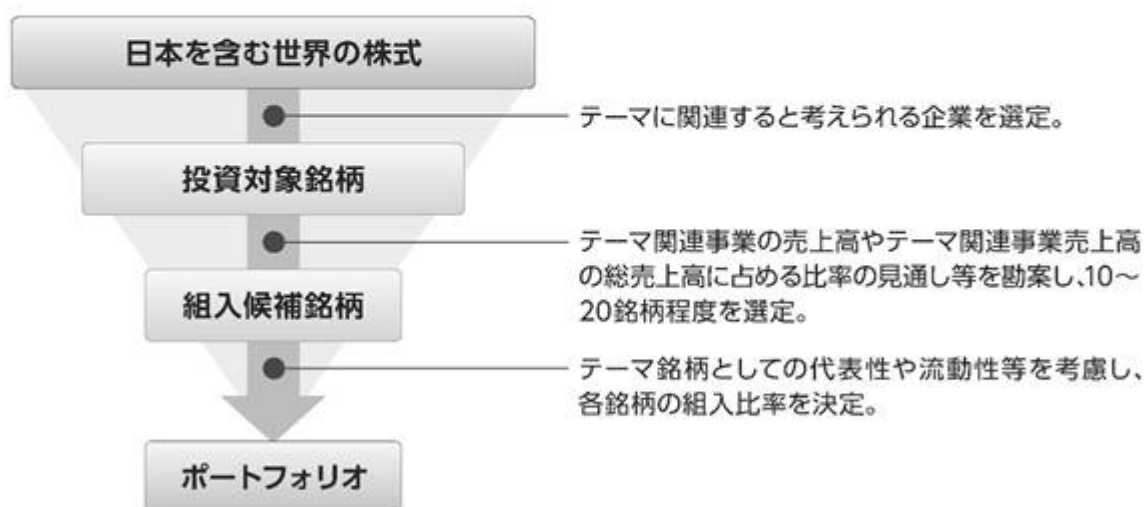 日本を含む世界の株式
テーマに関連すると考えられる企業を選定。
投資対象銘柄
テーマ関連事業の売上高やテーマ関連事業売上高
の総売上高に占める比率の見通し等を勘案し、10～
20銘柄程度を選定。
組入候補銘柄
テーマ銘柄としての代表性や流動性等を考慮し、
各銘柄の組入比率を決定。
ポートフォリオ